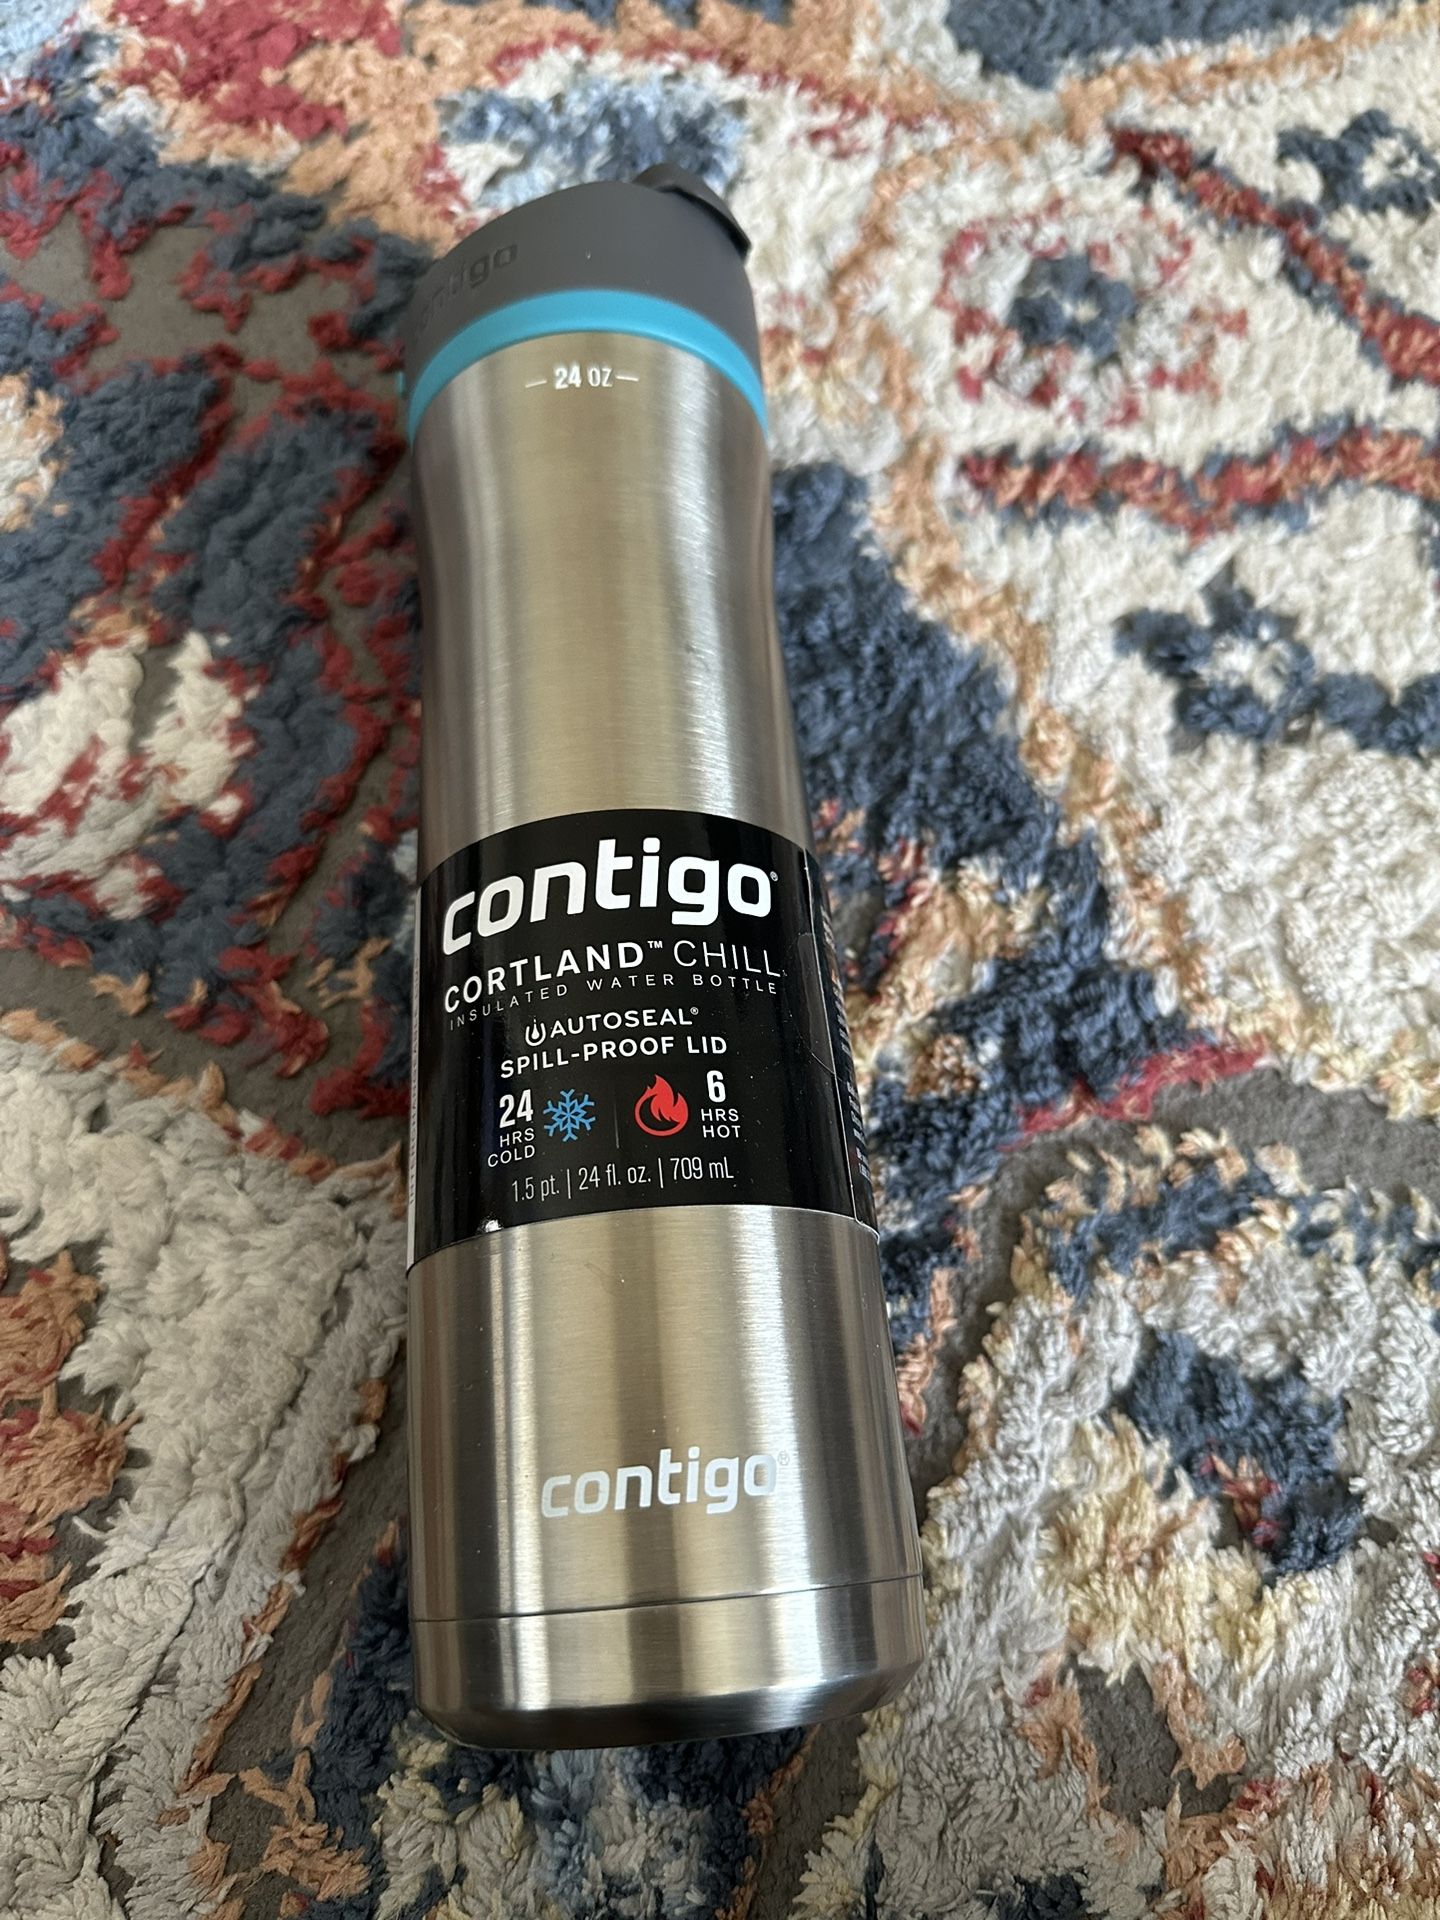 contigo
— 24 OZ —
contigo®
CORTLAND™ CHILL
INSULATED WATER BOTTLE
AUTOSEAL®
SPILL-PROOF LID
24 HRS COLD
6 HRS HOT
1.5 pt. | 24 fl. oz. | 709 mL
contigo®